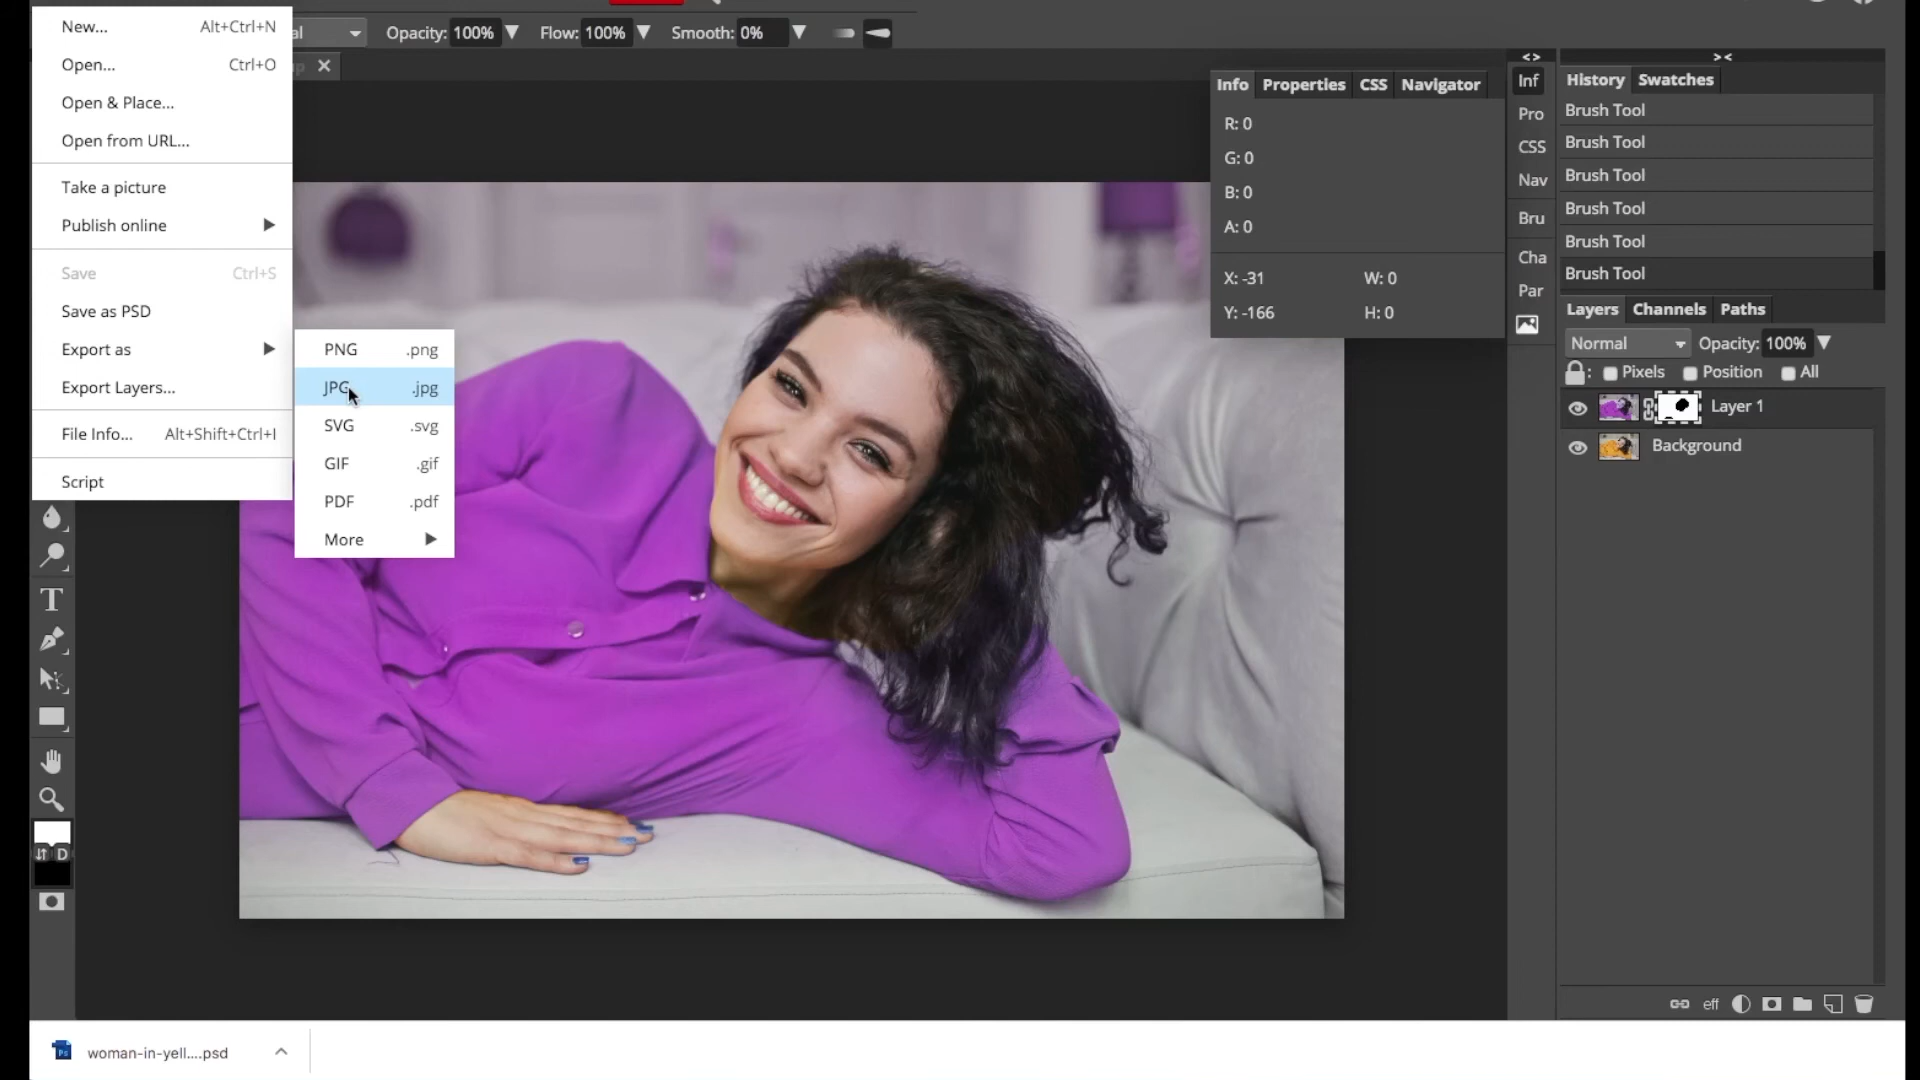 New... Alt+Ctrl+N
Open... Ctrl+O
Open & Place...
Open from URL...
Take a picture
Publish online
Save Ctrl+S
Save as PSD
Export as
Export Layers...
File Info... Alt+Shift+Ctrl+I
Script
PNG .png
JPG .jpg
SVG .svg
GIF .gif
PDF .pdf
More
Opacity: 100% Flow: 100% Smooth: 0%
Info Properties CSS Navigator
R: 0
G: 0
B: 0
A: 0
X: -31 W: 0
Y: -166 H: 0
Inf
Pro
CSS
Nav
Bru
Cha
Par
History Swatches
Brush Tool
Brush Tool
Brush Tool
Brush Tool
Brush Tool
Brush Tool
Layers Channels Paths
Normal Opacity: 100%
: Pixels Position All
Layer 1
Background
T
D
eff
Ps woman-in-yell....psd